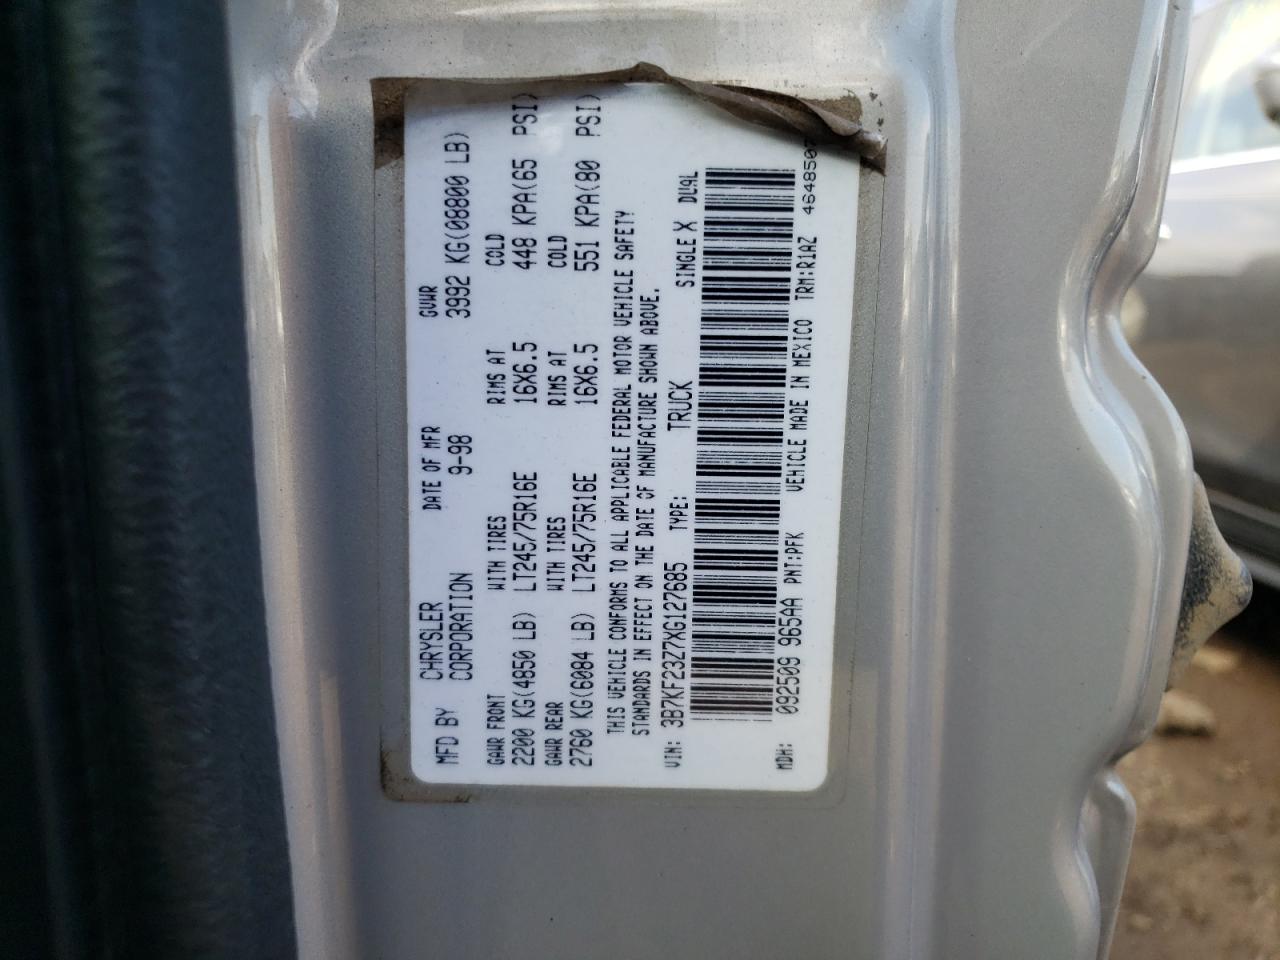 MFD BY CHRYSLER CORPORATION DATE OF MFR 9-98 GVWR 3992 KG(08800 LB)
GAWR FRONT WITH TIRES RIMS AT COLD
2200 KG(4850 LB) LT245/75R16E 16X6.5 448 KPA(65 PSI)
GAWR REAR WITH TIRES RIMS AT COLD
2760 KG(6084 LB) LT245/75R16E 16X6.5 551 KPA(80 PSI)
THIS VEHICLE CONFORMS TO ALL APPLICABLE FEDERAL MOTOR VEHICLE SAFETY
STANDARDS IN EFFECT ON THE DATE OF MANUFACTURE SHOWN ABOVE.
VIN: 3B7KF23Z7XG127685 TYPE: TRUCK SINGLE X DUAL
MDH: 092509 965AA PNT:PFK VEHICLE MADE IN MEXICO TRM:R1AZ